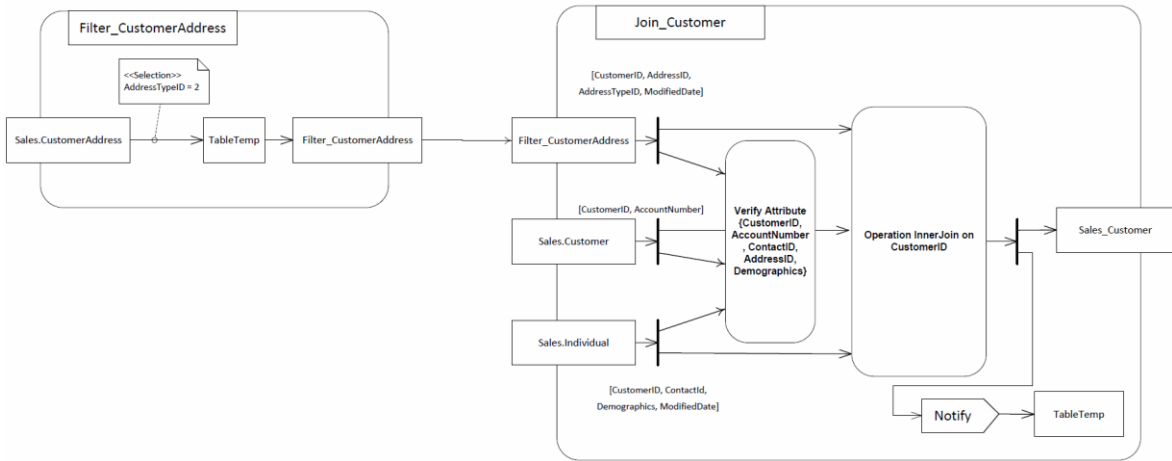 Filter_CustomerAddress
<<Selection>>
AddressTypeID = 2
Sales.CustomerAddress
TableTemp
Filter_CustomerAddress
Join_Customer
[CustomerID, AddressID,
AddressTypeID, ModifiedDate]
Filter_CustomerAddress
[CustomerID, AccountNumber]
Sales.Customer
Sales.Individual
[CustomerID, ContactId,
Demographics, ModifiedDate]
Verify Attribute
{CustomerID,
AccountNumber
, ContactID,
AddressID,
Demographics}
Operation InnerJoin on
CustomerID
Sales_Customer
Notify
TableTemp